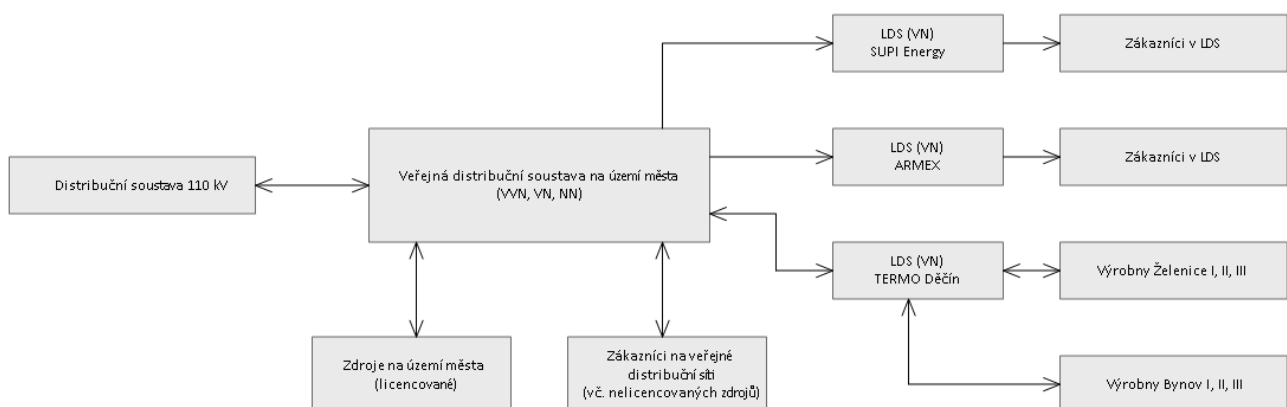 Distribuční soustava 110 kV
Veřejná distribuční soustava na území města
(VVN, VN, NN)
Zdroje na území města
(licencované)
Zákazníci na veřejné
distribuční síti
(vč. nelicencovaných zdrojů)
LDS (VN)
SUPI Energy
Zákazníci v LDS
LDS (VN)
ARMEX
Zákazníci v LDS
LDS (VN)
TERMO Děčín
Výrobny Želenice I, II, III
Výrobny Bynov I, II, III